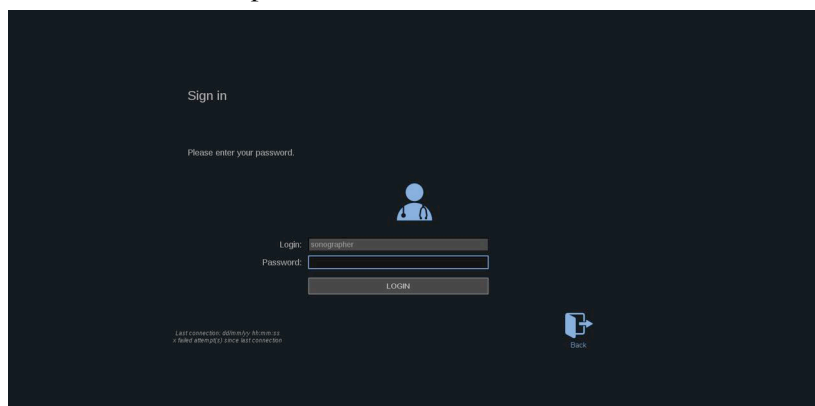 Sign in
Please enter your password.
Login: sonographer
Password:
LOGIN
Last connection: dd/mm/yy hh:mm:ss
x failed attempt(s) since last connection
Back